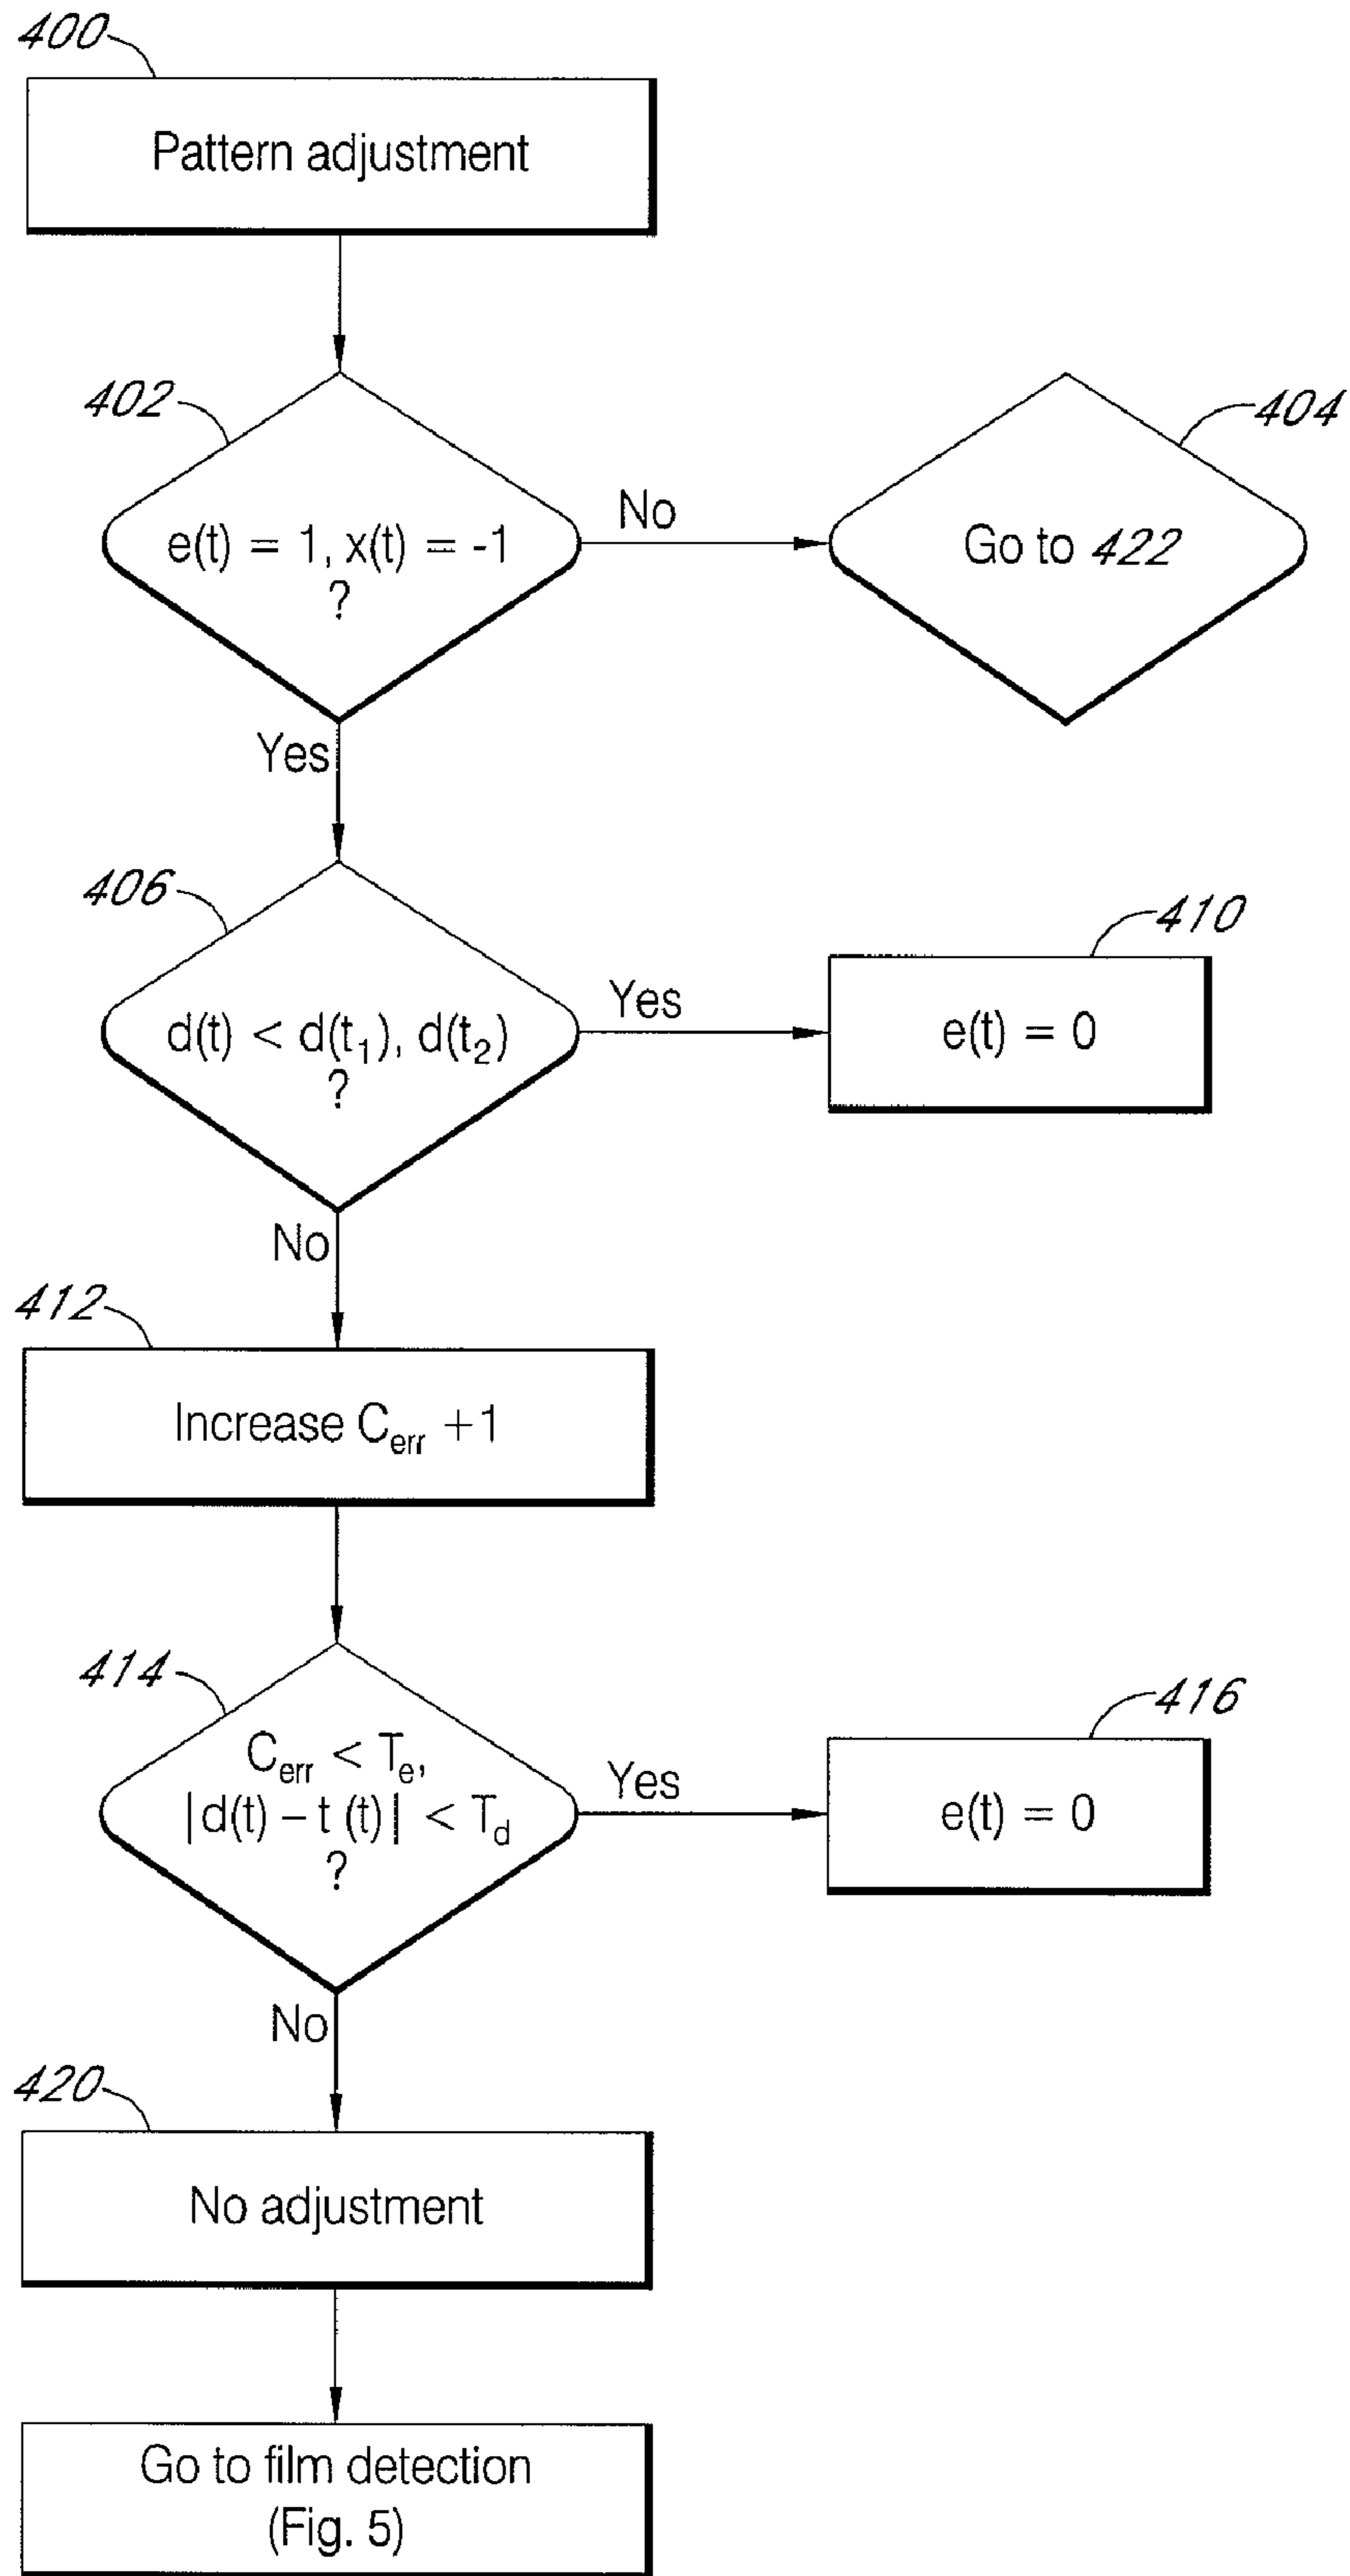 400
Pattern adjustment
402
e(t) = 1, x(t) = -1
?
No
404
Go to 422
Yes
406
d(t) < d(t₁), d(t₂)
?
Yes
410
e(t) = 0
No
412
Increase Cₑᵣᵣ +1
414
Cₑᵣᵣ < Tₑ,
|d(t) – t (t)| < T_d
?
Yes
416
e(t) = 0
No
420
No adjustment
Go to film detection
(Fig. 5)